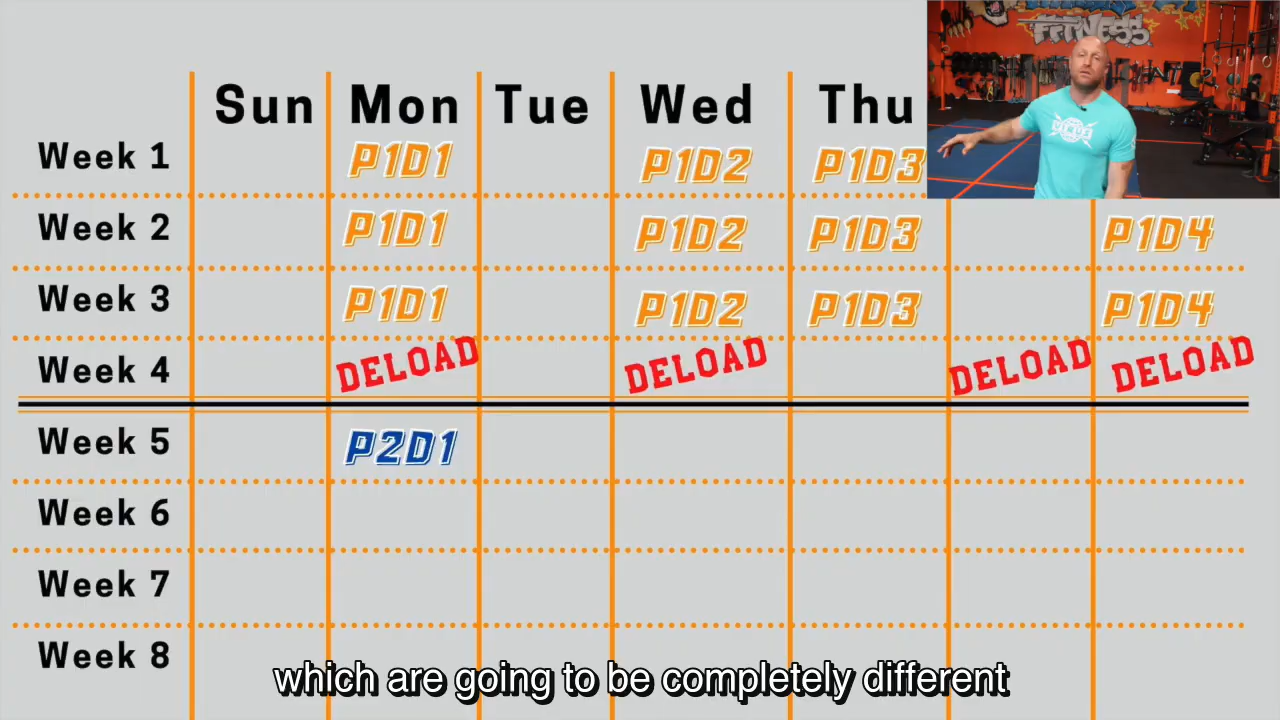 FITNESS
VIRUS
Sun Mon Tue Wed Thu
Week 1 P1D1 P1D2 P1D3
Week 2 P1D1 P1D2 P1D3 P1D4
Week 3 P1D1 P1D2 P1D3 P1D4
Week 4 DELOAD DELOAD DELOAD DELOAD
Week 5 P2D1
Week 6
Week 7
Week 8
which are going to be completely different